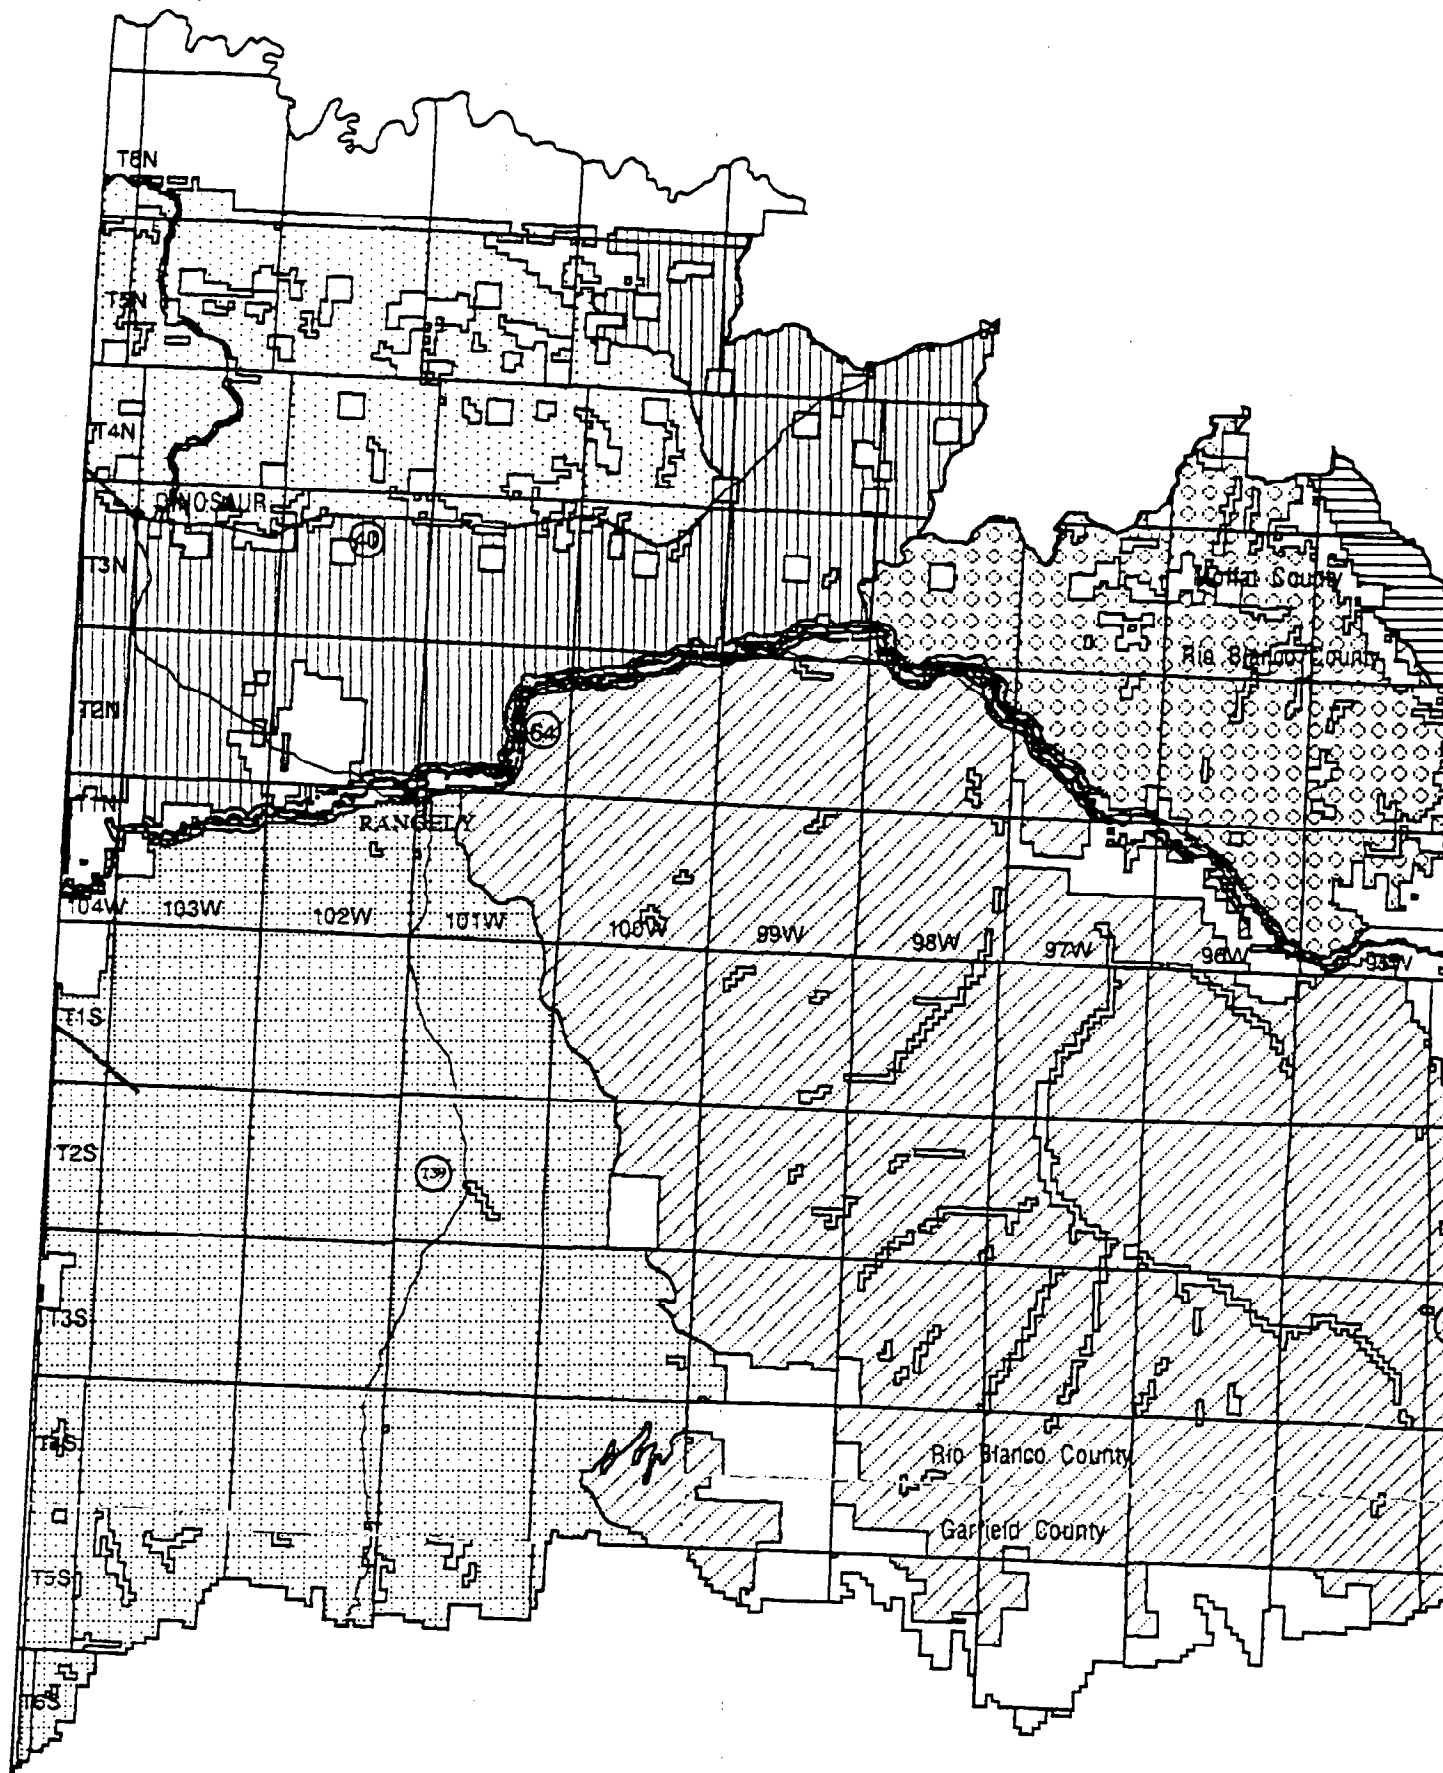 T6N
T5N
T4N
DINOSAUR
40
T3N
Moffat County
Rio Blanco County
T2N
64
T1N
RANGELY
104W 103W 102W 101W 100W 99W 98W 97W 96W 95W
T1S
T2S
139
T3S
T4S
Rio Blanco County
Garfield County
T5S
T6S